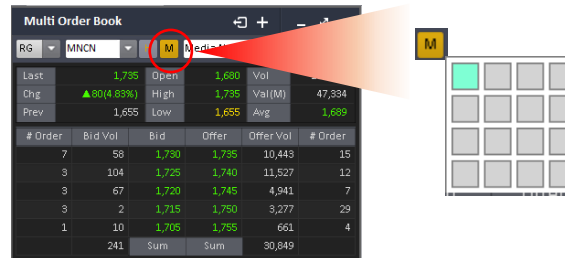 Multi Order Book
RG MNCN M
Last 1,735 Open 1,680 Vol
Chg ▲80(4.83%) High 1,735 Val(M) 47,334
Prev 1,655 Low 1,655 Avg 1,689
# Order Bid Vol Bid Offer Offer Vol # Order
7 58 1,730 1,735 10,443 15
3 104 1,725 1,740 11,527 12
3 67 1,720 1,745 4,941 7
3 2 1,715 1,750 3,277 29
1 10 1,705 1,755 661 4
241 Sum Sum 30,849
M